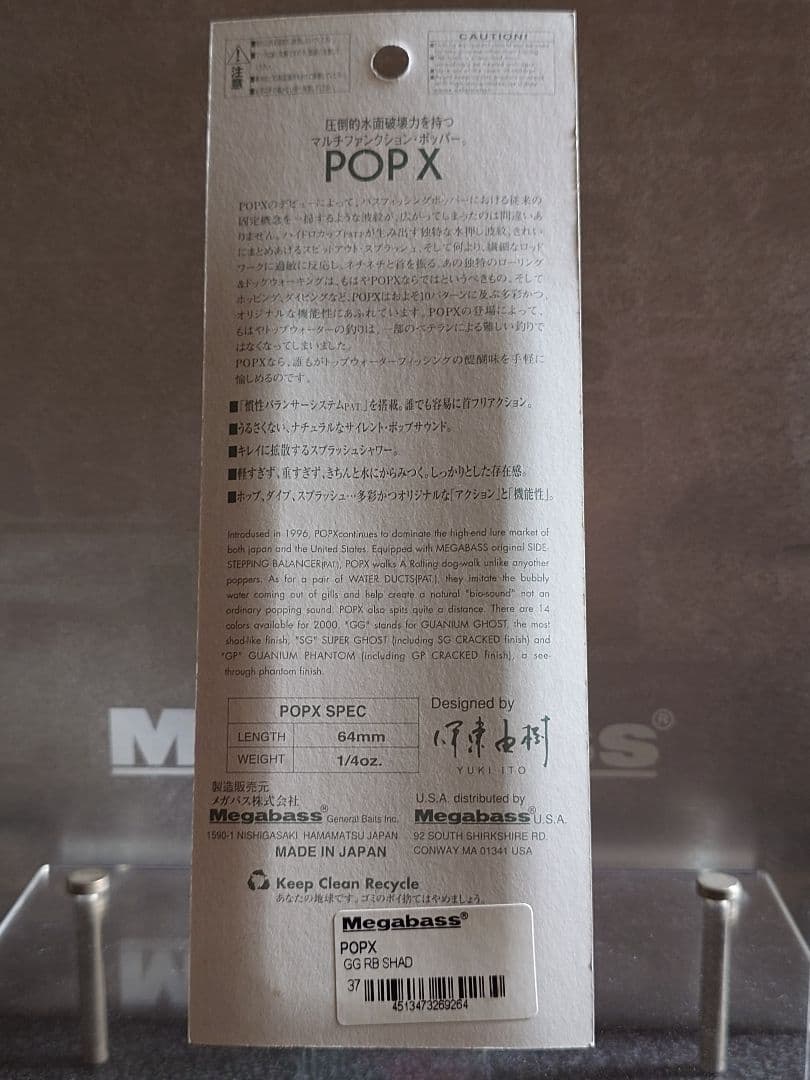 注意
CAUTION!
圧倒的水面破壊力を持つ
マルチファンクション・ポッパー。
POP X
POPXのデビューによって、バスフィッシングポッパーにおける従来の
固定概念を一掃するような波紋が、広がってしまったのは間違いあ
りません。ハイドロカップ(PAT.)が生み出す独特な水押し波紋、きれい
にまとめあげるスピットアウト・スプラッシュ、そして何より、繊細なロッド
ワークに過敏に反応し、ネチネチと首を振る、あの独特のローリング
&ドッグウォーキングは、もはやPOPXならではというべきもの。そして
ポッピング、ダイビングなど、POPXはおよそ10パターンに及ぶ多彩かつ、
オリジナルな機能性にあふれています。POPXの登場によって、
もはやトップウォーターの釣りは、一部のベテランによる難しい釣りで
はなくなってしまいました。
POPXなら、誰もがトップウォーターフィッシングの醍醐味を手軽に
愉しめるのです。
■「慣性バランサーシステムPAT.」を搭載。誰でも容易に首フリアクション。
■うるさくない、ナチュラルなサイレント・ポップサウンド。
■キレイに拡散するスプラッシュシャワー。
■軽すぎず、重すぎず、きちんと水にからみつく。しっかりとした存在感。
■ホップ、ダイブ、スプラッシュ…多彩かつオリジナルな「アクション」と「機能性」。
Introdused in 1996, POPXcontinues to dominate the high-end lure market of
both japan and the United States. Equipped with MEGABASS original SIDE-
STEPPING BALANCER(PAT.), POPX walks A Rolling dog-walk unlike anyother
poppers. As for a pair of WATER DUCTS(PAT.), they imitate the bubbly
water coming out of gills and help create a natural "bio-sound" not an
ordinary popping sound. POPX also spits quite a distance. There are 14
colors available for 2000. "GG" stands for GUANIUM GHOST, the most
shad-like finish, "SG" SUPER GHOST (including SG CRACKED finish) and
"GP" GUANIUM PHANTOM (including GP CRACKED finish), a see-
through phantom finish.
POPX SPEC
LENGTH 64mm
WEIGHT 1/4oz.
Designed by
伊東由樹
YUKI ITO
製造販売元
メガバス株式会社
Megabass® General Baits Inc.
1590-1 NISHIGASAKI HAMAMATSU JAPAN
MADE IN JAPAN
U.S.A. distributed by
Megabass® U.S.A.
92 SOUTH SHIRKSHIRE RD.
CONWAY MA 01341 USA
Keep Clean Recycle
あなたの地球です。ゴミのポイ捨てはやめましょう。
Megabass®
POPX
GG RB SHAD
37
4513473269264